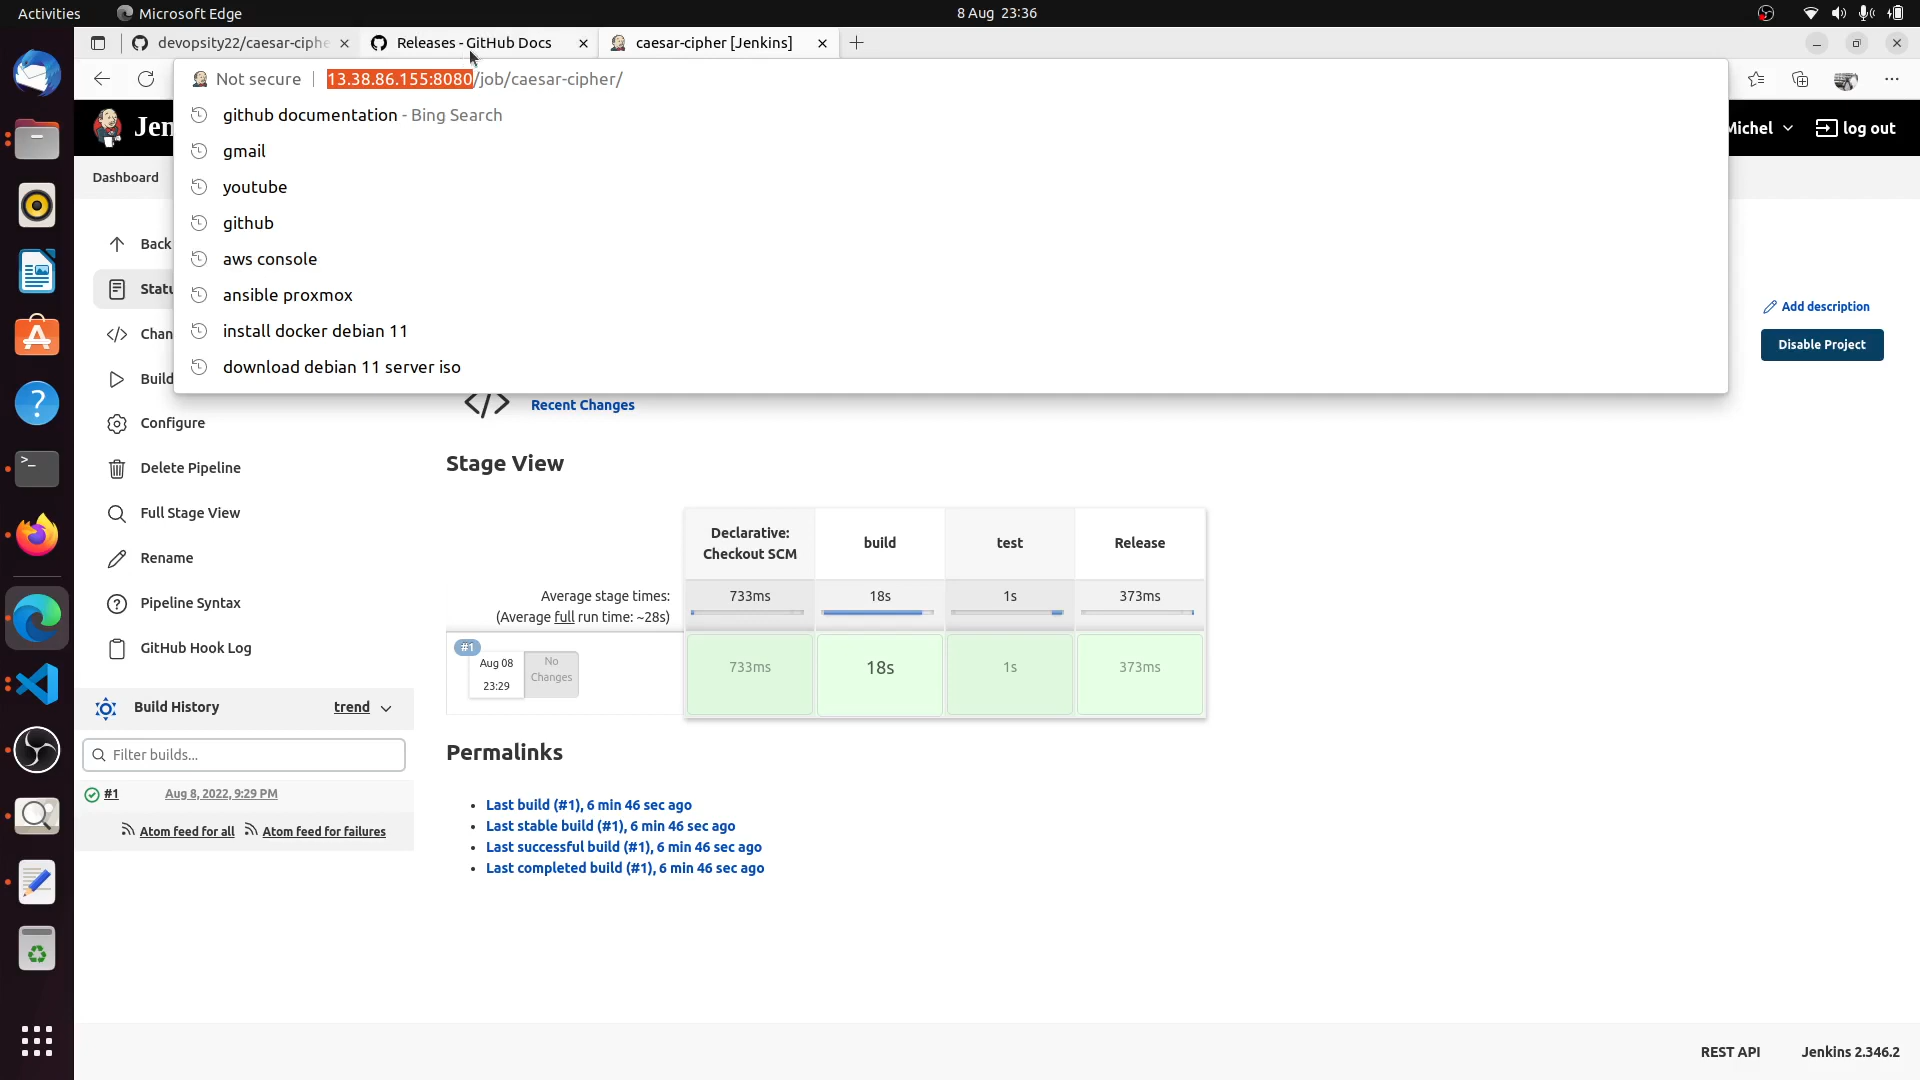 Activities
Microsoft Edge
8 Aug 23:36
devopsity22/caesar-ciphe
Releases - GitHub Docs
caesar-cipher [Jenkins]
Not secure
13.38.86.155:8080/job/caesar-cipher/
github documentation - Bing Search
gmail
youtube
github
aws console
ansible proxmox
install docker debian 11
download debian 11 server iso
Jen
Michel
log out
Dashboard
Back
Statu
Chan
Build
Configure
Delete Pipeline
Full Stage View
Rename
Pipeline Syntax
GitHub Hook Log
Add description
Disable Project
Recent Changes
Stage View
Declarative:
Checkout SCM
build
test
Release
Average stage times:
(Average full run time: ~28s)
733ms
18s
1s
373ms
#1
Aug 08
23:29
No
Changes
733ms
18s
1s
373ms
Build History
trend
Filter builds...
#1
Aug 8, 2022, 9:29 PM
Atom feed for all
Atom feed for failures
Permalinks
Last build (#1), 6 min 46 sec ago
Last stable build (#1), 6 min 46 sec ago
Last successful build (#1), 6 min 46 sec ago
Last completed build (#1), 6 min 46 sec ago
REST API
Jenkins 2.346.2